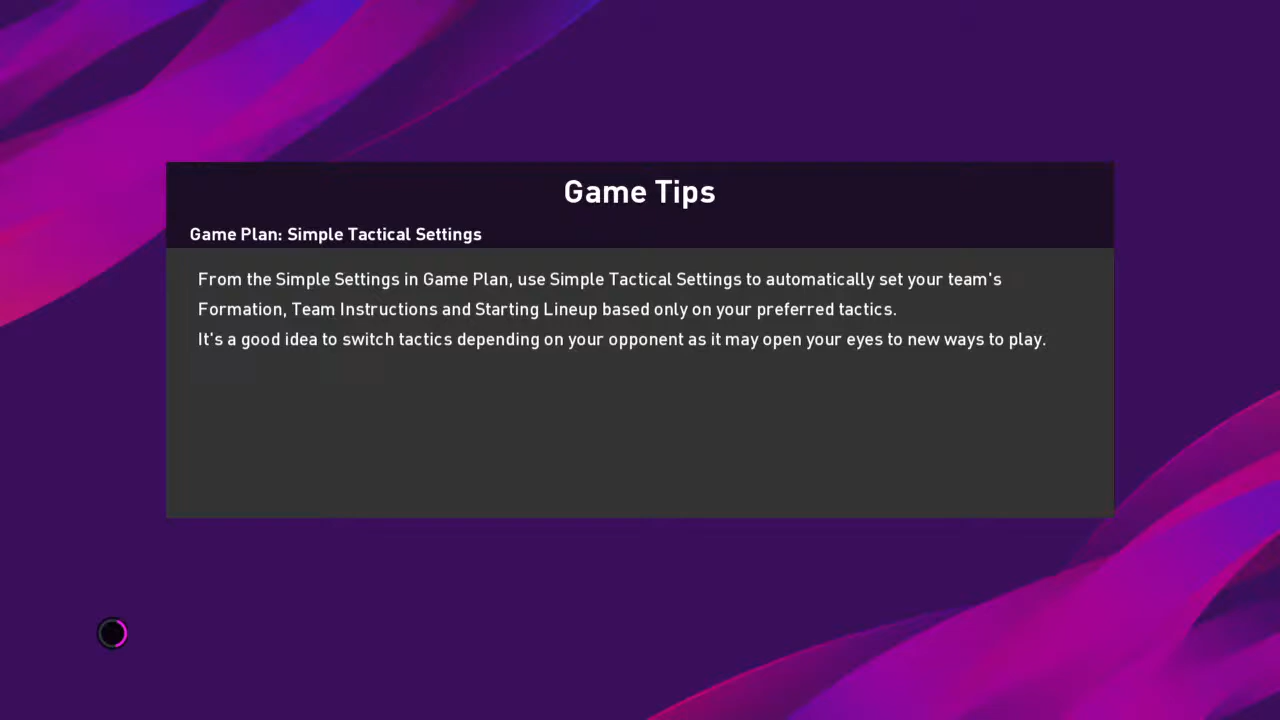 Game Tips
Game Plan: Simple Tactical Settings
From the Simple Settings in Game Plan, use Simple Tactical Settings to automatically set your team's
Formation, Team Instructions and Starting Lineup based only on your preferred tactics.
It's a good idea to switch tactics depending on your opponent as it may open your eyes to new ways to play.